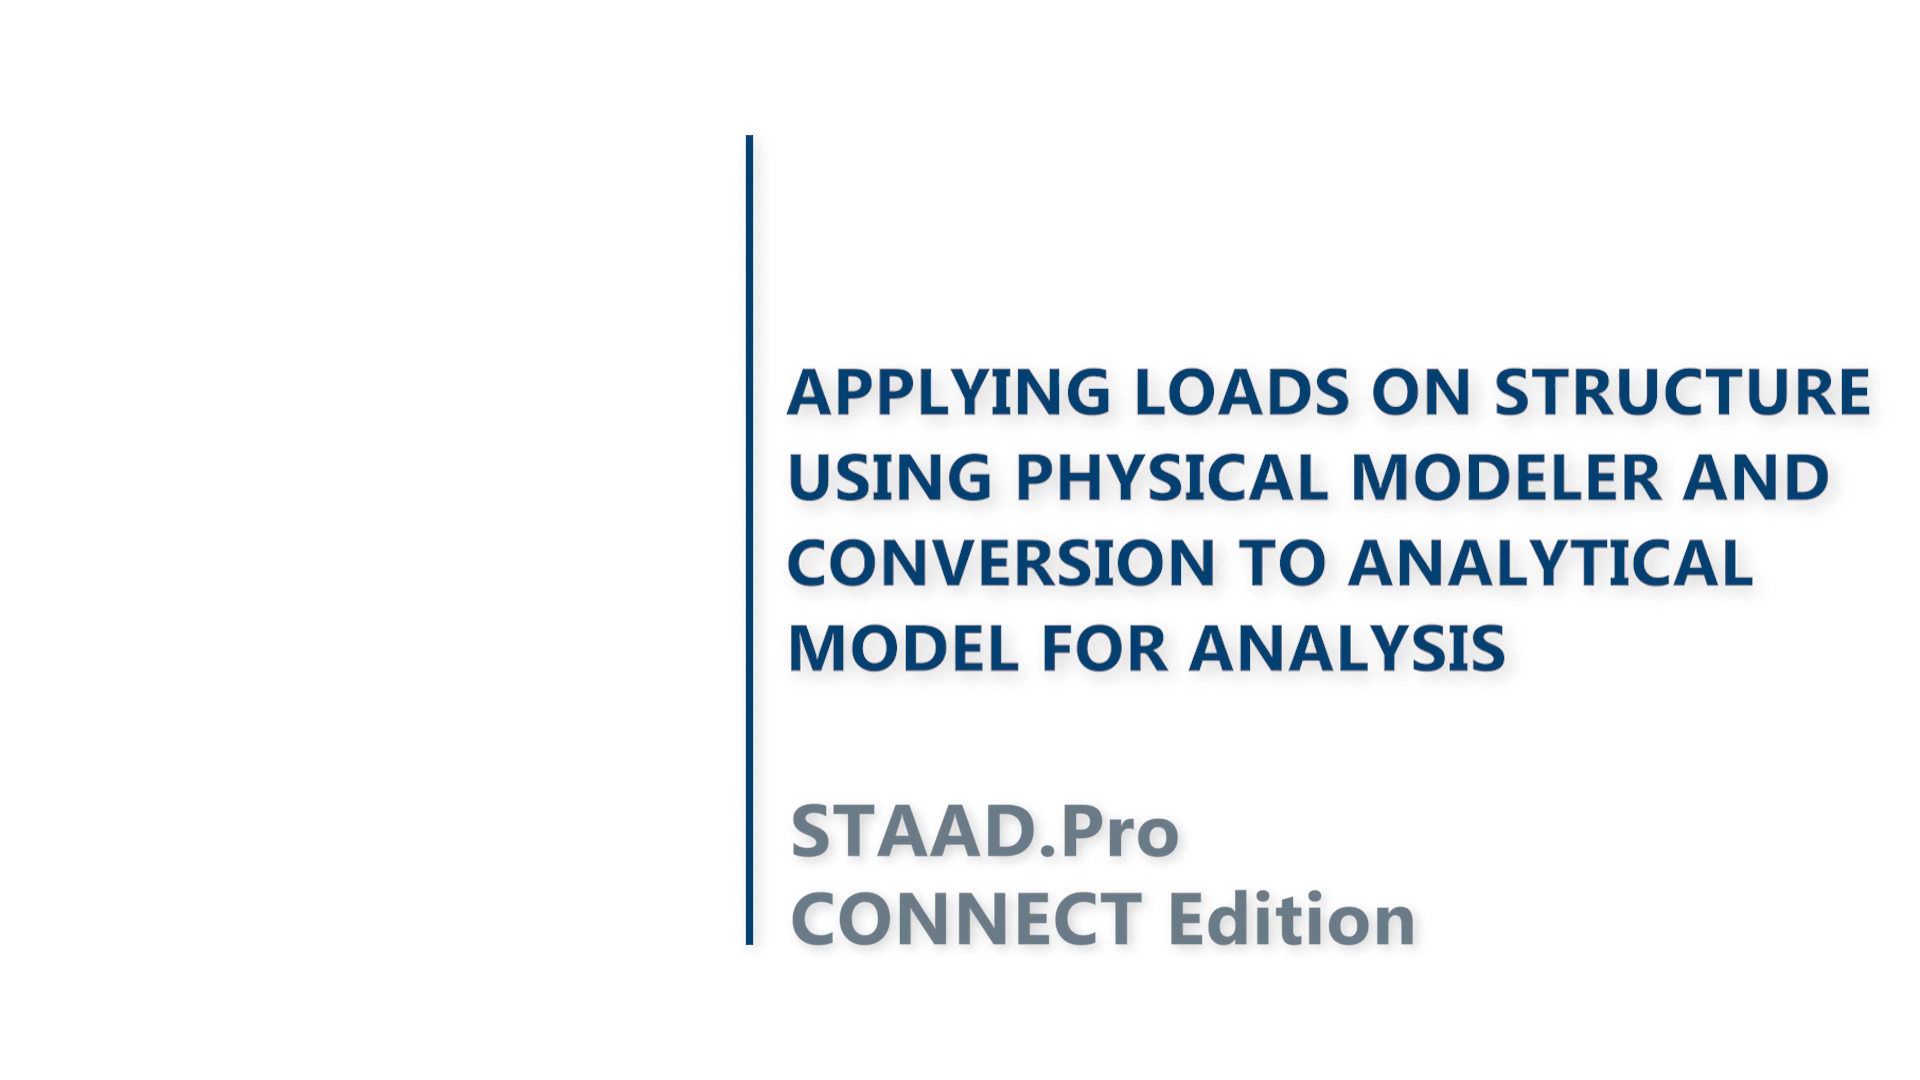 APPLYING LOADS ON STRUCTURE
USING PHYSICAL MODELER AND
CONVERSION TO ANALYTICAL
MODEL FOR ANALYSIS
STAAD.Pro
CONNECT Edition